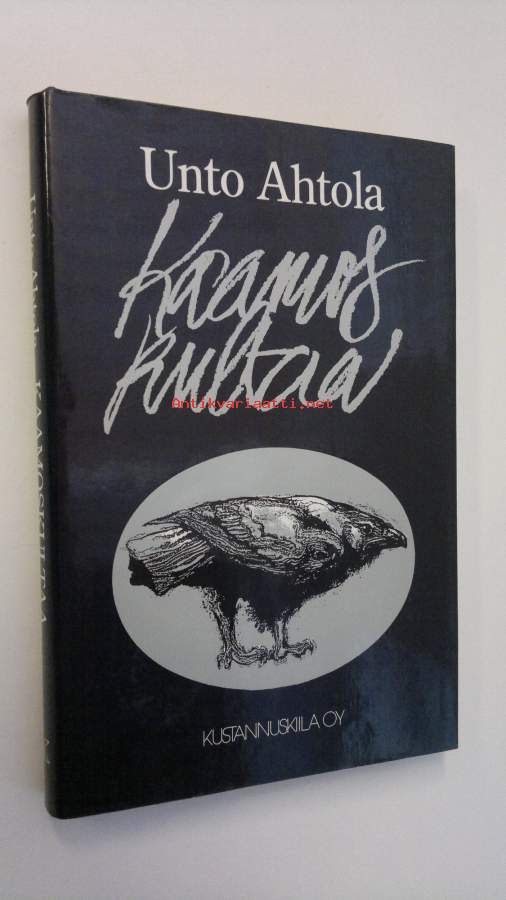 Unto Ahtola
Kaamos
kultaa
Antikvariaatti.net
KUSTANNUSKIILA OY
Unto Ahtola KAAMOSKULTAA